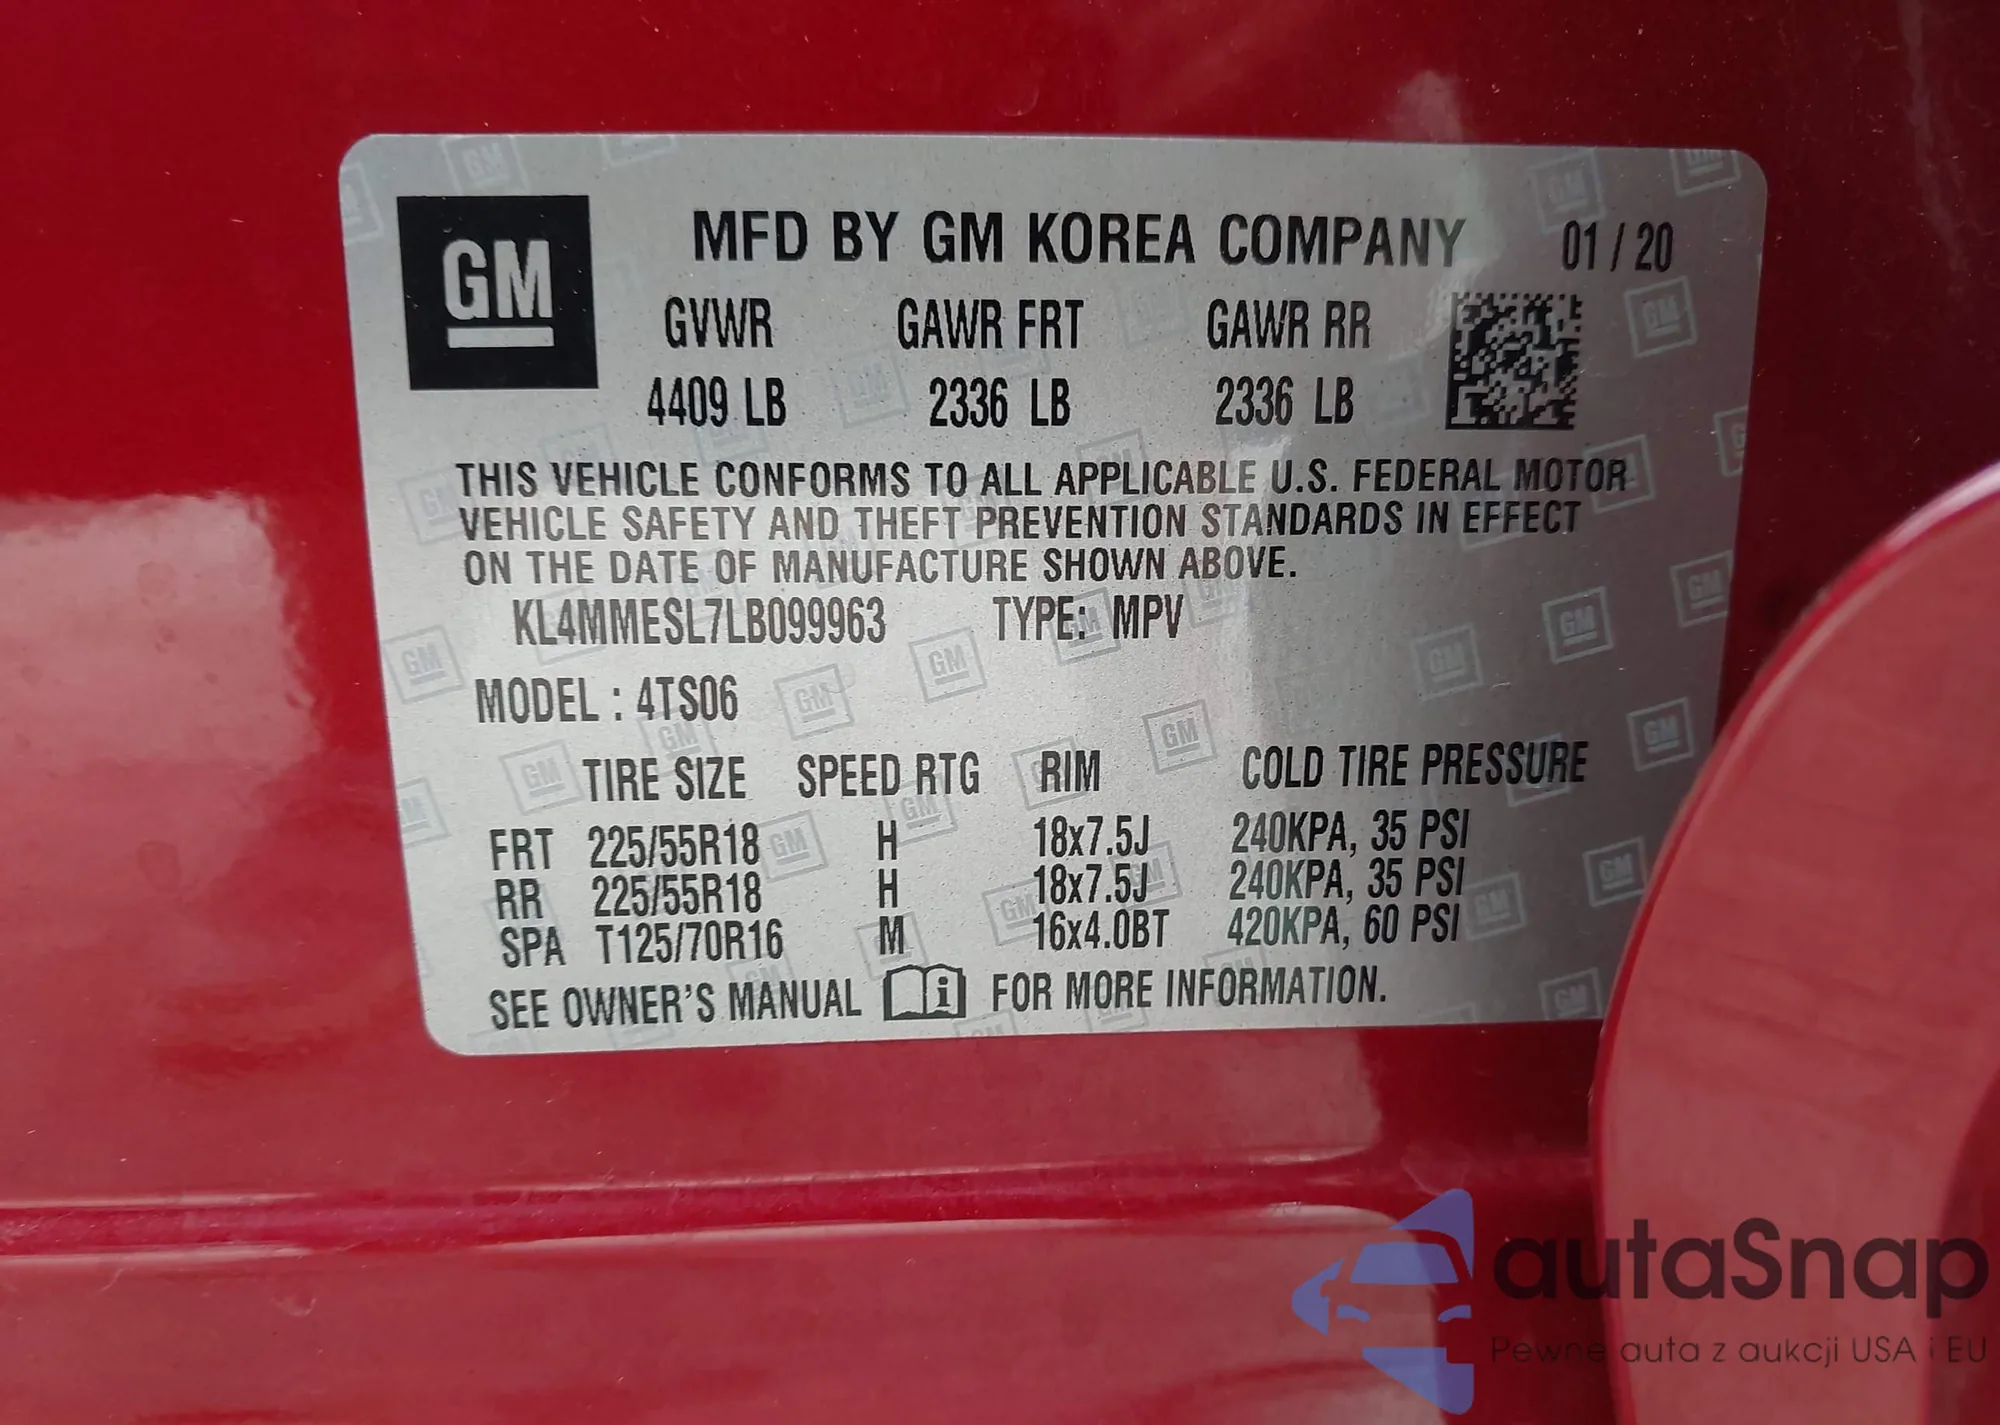 GM
MFD BY GM KOREA COMPANY 01 / 20
GVWR GAWR FRT GAWR RR
4409 LB 2336 LB 2336 LB
THIS VEHICLE CONFORMS TO ALL APPLICABLE U.S. FEDERAL MOTOR
VEHICLE SAFETY AND THEFT PREVENTION STANDARDS IN EFFECT
ON THE DATE OF MANUFACTURE SHOWN ABOVE.
KL4MMESL7LB099963 TYPE: MPV
MODEL : 4TS06
TIRE SIZE SPEED RTG RIM COLD TIRE PRESSURE
FRT 225/55R18 H 18x7.5J 240KPA, 35 PSI
RR 225/55R18 H 18x7.5J 240KPA, 35 PSI
SPA T125/70R16 M 16x4.0BT 420KPA, 60 PSI
SEE OWNER'S MANUAL i FOR MORE INFORMATION.
autaSnap
Pewne auta z aukcji USA i EU